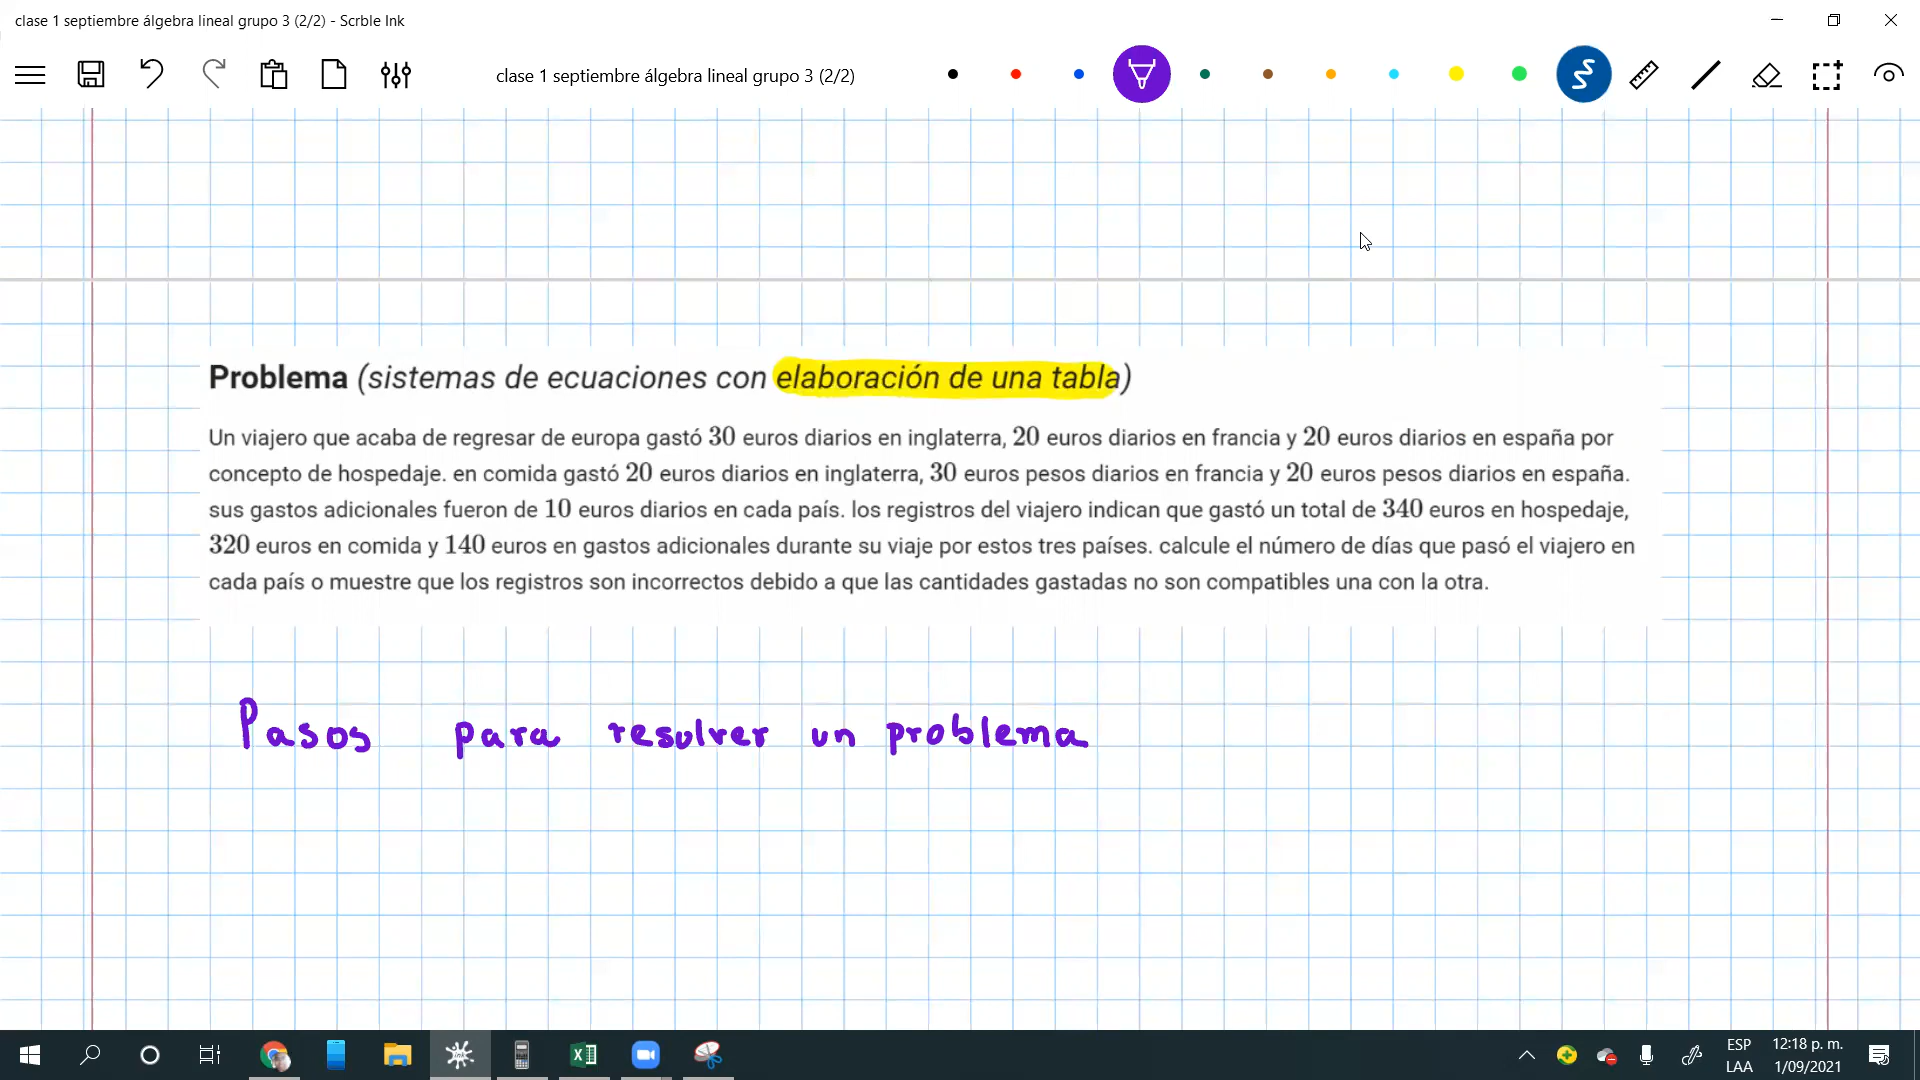 clase 1 septiembre álgebra lineal grupo 3 (2/2) - Scrble Ink
clase 1 septiembre álgebra lineal grupo 3 (2/2)
Problema (sistemas de ecuaciones con elaboración de una tabla)
Un viajero que acaba de regresar de europa gastó 30 euros diarios en inglaterra, 20 euros diarios en francia y 20 euros diarios en españa por
concepto de hospedaje. en comida gastó 20 euros diarios en inglaterra, 30 euros pesos diarios en francia y 20 euros pesos diarios en españa.
sus gastos adicionales fueron de 10 euros diarios en cada país. los registros del viajero indican que gastó un total de 340 euros en hospedaje,
320 euros en comida y 140 euros en gastos adicionales durante su viaje por estos tres países. calcule el número de días que pasó el viajero en
cada país o muestre que los registros son incorrectos debido a que las cantidades gastadas no son compatibles una con la otra.
Pasos para resolver un problema
ESP 12:18 p. m.
LAA 1/09/2021